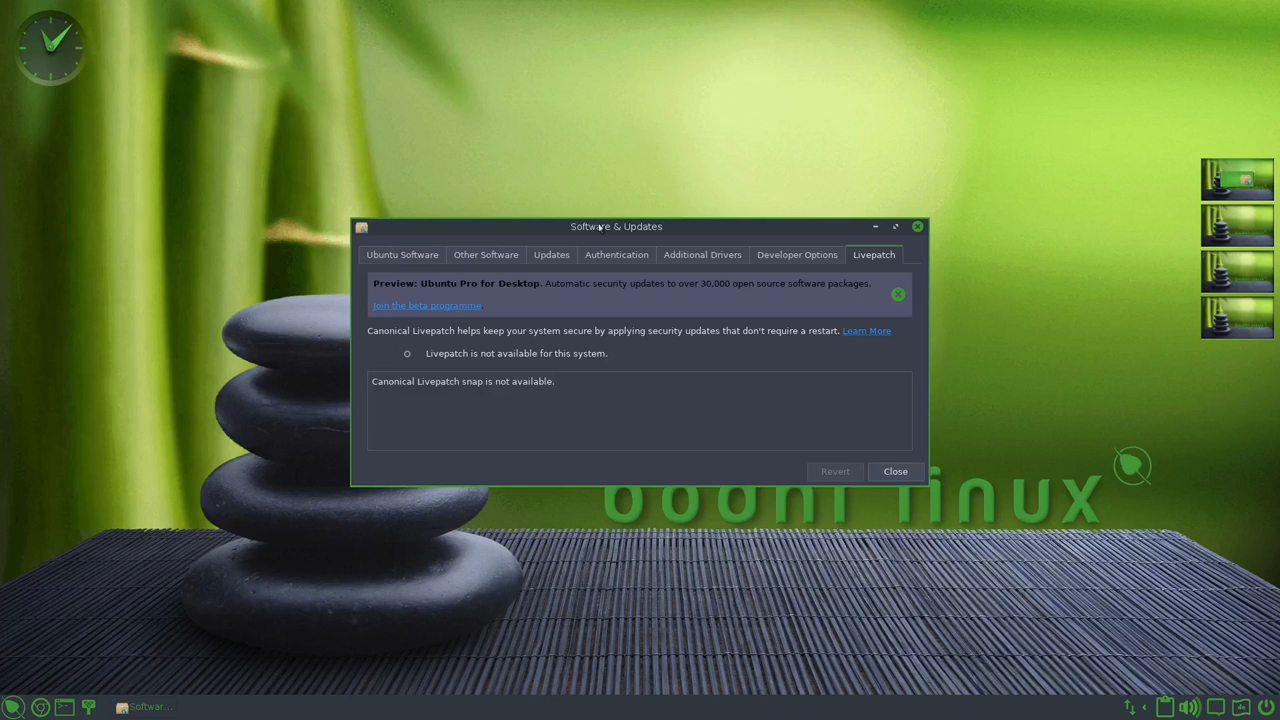 Software & Updates
Ubuntu Software Other Software Updates Authentication Additional Drivers Developer Options Livepatch
Preview: Ubuntu Pro for Desktop. Automatic security updates to over 30,000 open source software packages.
Join the beta programme.
Canonical Livepatch helps keep your system secure by applying security updates that don't require a restart. Learn More
Livepatch is not available for this system.
Canonical Livepatch snap is not available.
Revert Close
bodhi linux
Softwar...